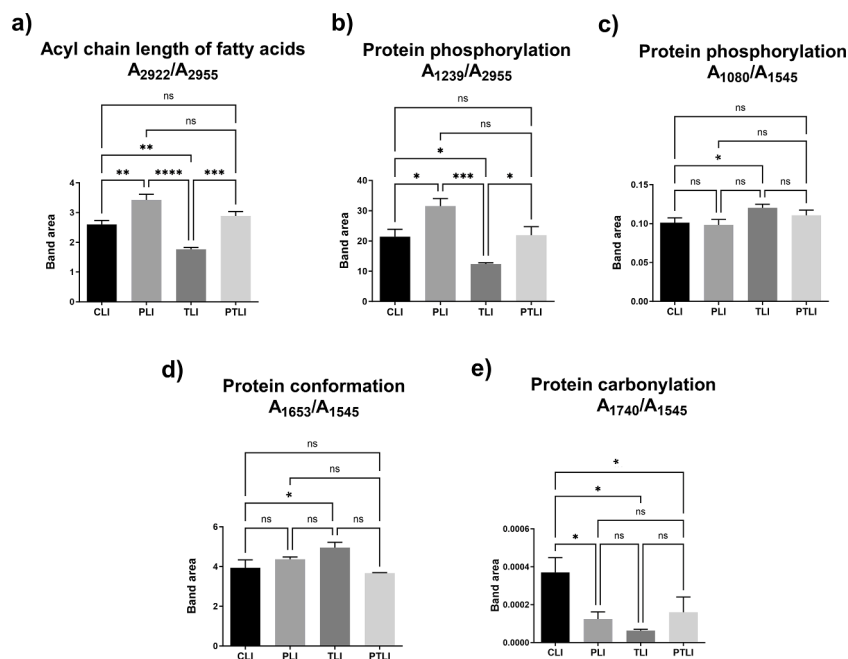 a)
Acyl chain length of fatty acids
A2922/A2955
ns
ns
**
** **** ***
Band area
4
3
2
1
0
CLI PLI TLI PTLI
b)
Protein phosphorylation
A1239/A2955
ns
ns
*
* *** *
Band area
40
30
20
10
0
CLI PLI TLI PTLI
c)
Protein phosphorylation
A1080/A1545
ns
ns
*
ns ns ns
Band area
0.15
0.10
0.05
0.00
CLI PLI TLI PTLI
d)
Protein conformation
A1653/A1545
ns
ns
*
ns ns ns
Band area
6
4
2
0
CLI PLI TLI PTLI
e)
Protein carbonylation
A1740/A1545
*
*
ns
* ns ns
Band area
0.0006
0.0004
0.0002
0.0000
CLI PLI TLI PTLI